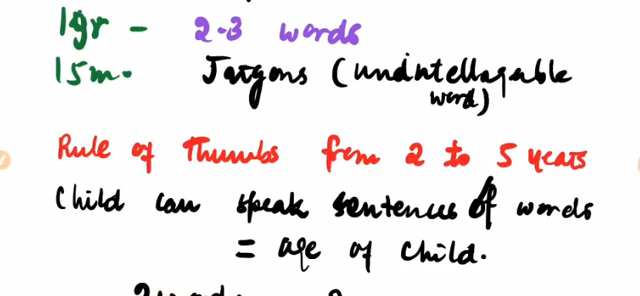 1yr - 2-3 words
15m. Jargons (undintellagable
word)
Rule of Thumbs from 2 to 5 years
Child can speak sentences of words
= age of child.